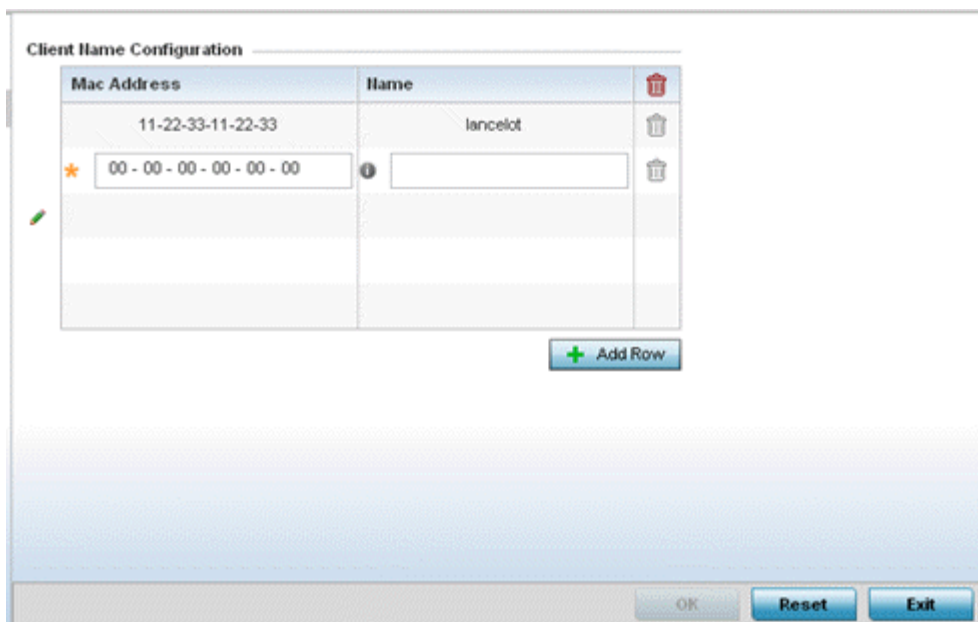 Client Name Configuration
Mac Address Name
11-22-33-11-22-33 lancelot
00 - 00 - 00 - 00 - 00 - 00
Add Row
OK Reset Exit